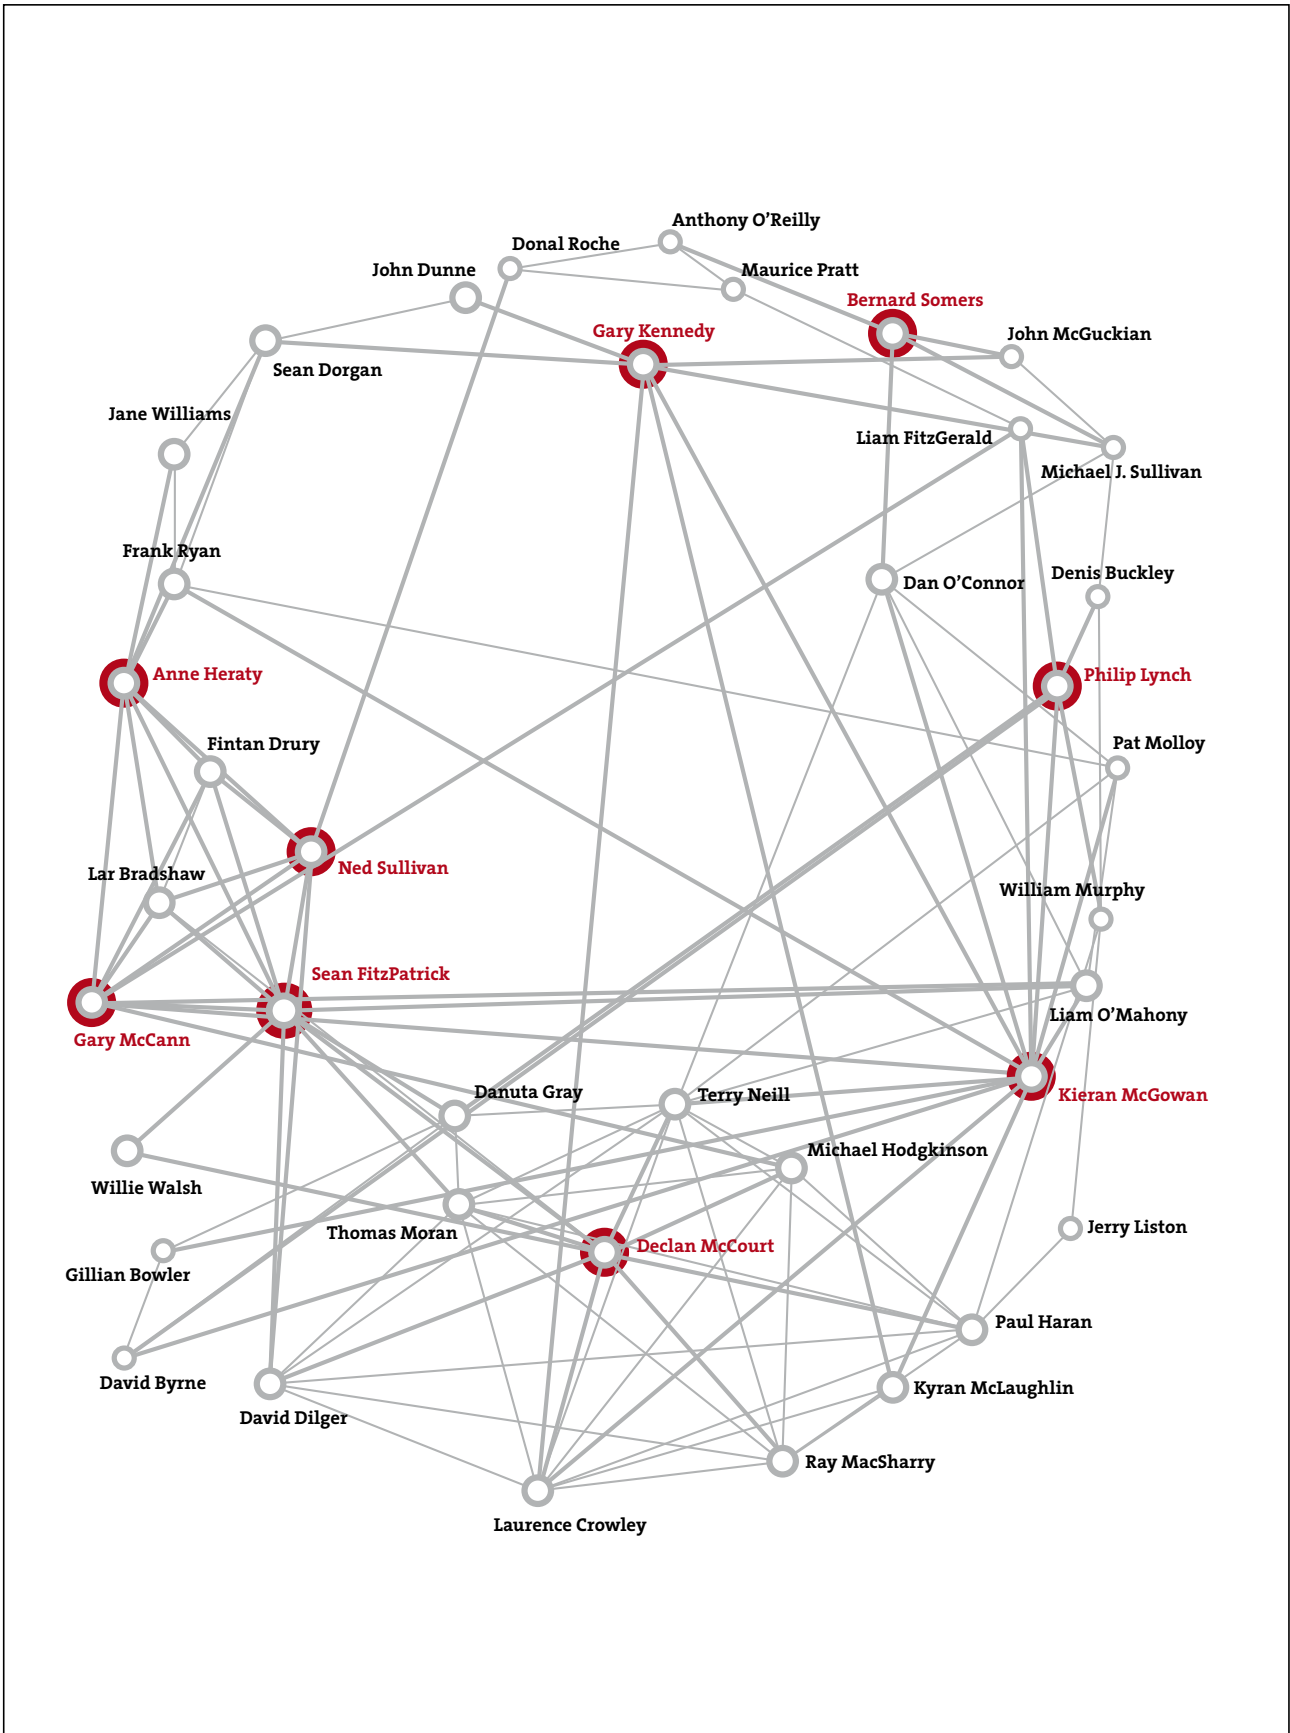 Anthony O’Reilly
Donal Roche
John Dunne
Maurice Pratt
Bernard Somers
Gary Kennedy
John McGuckian
Sean Dorgan
Jane Williams
Liam FitzGerald
Michael J. Sullivan
Frank Ryan
Denis Buckley
Dan O’Connor
Anne Heraty
Philip Lynch
Fintan Drury
Pat Molloy
Ned Sullivan
Lar Bradshaw
William Murphy
Sean FitzPatrick
Liam O’Mahony
Gary McCann
Danuta Gray
Terry Neill
Kieran McGowan
Michael Hodgkinson
Willie Walsh
Thomas Moran
Jerry Liston
Declan McCourt
Gillian Bowler
Paul Haran
David Byrne
Kyran McLaughlin
David Dilger
Ray MacSharry
Laurence Crowley